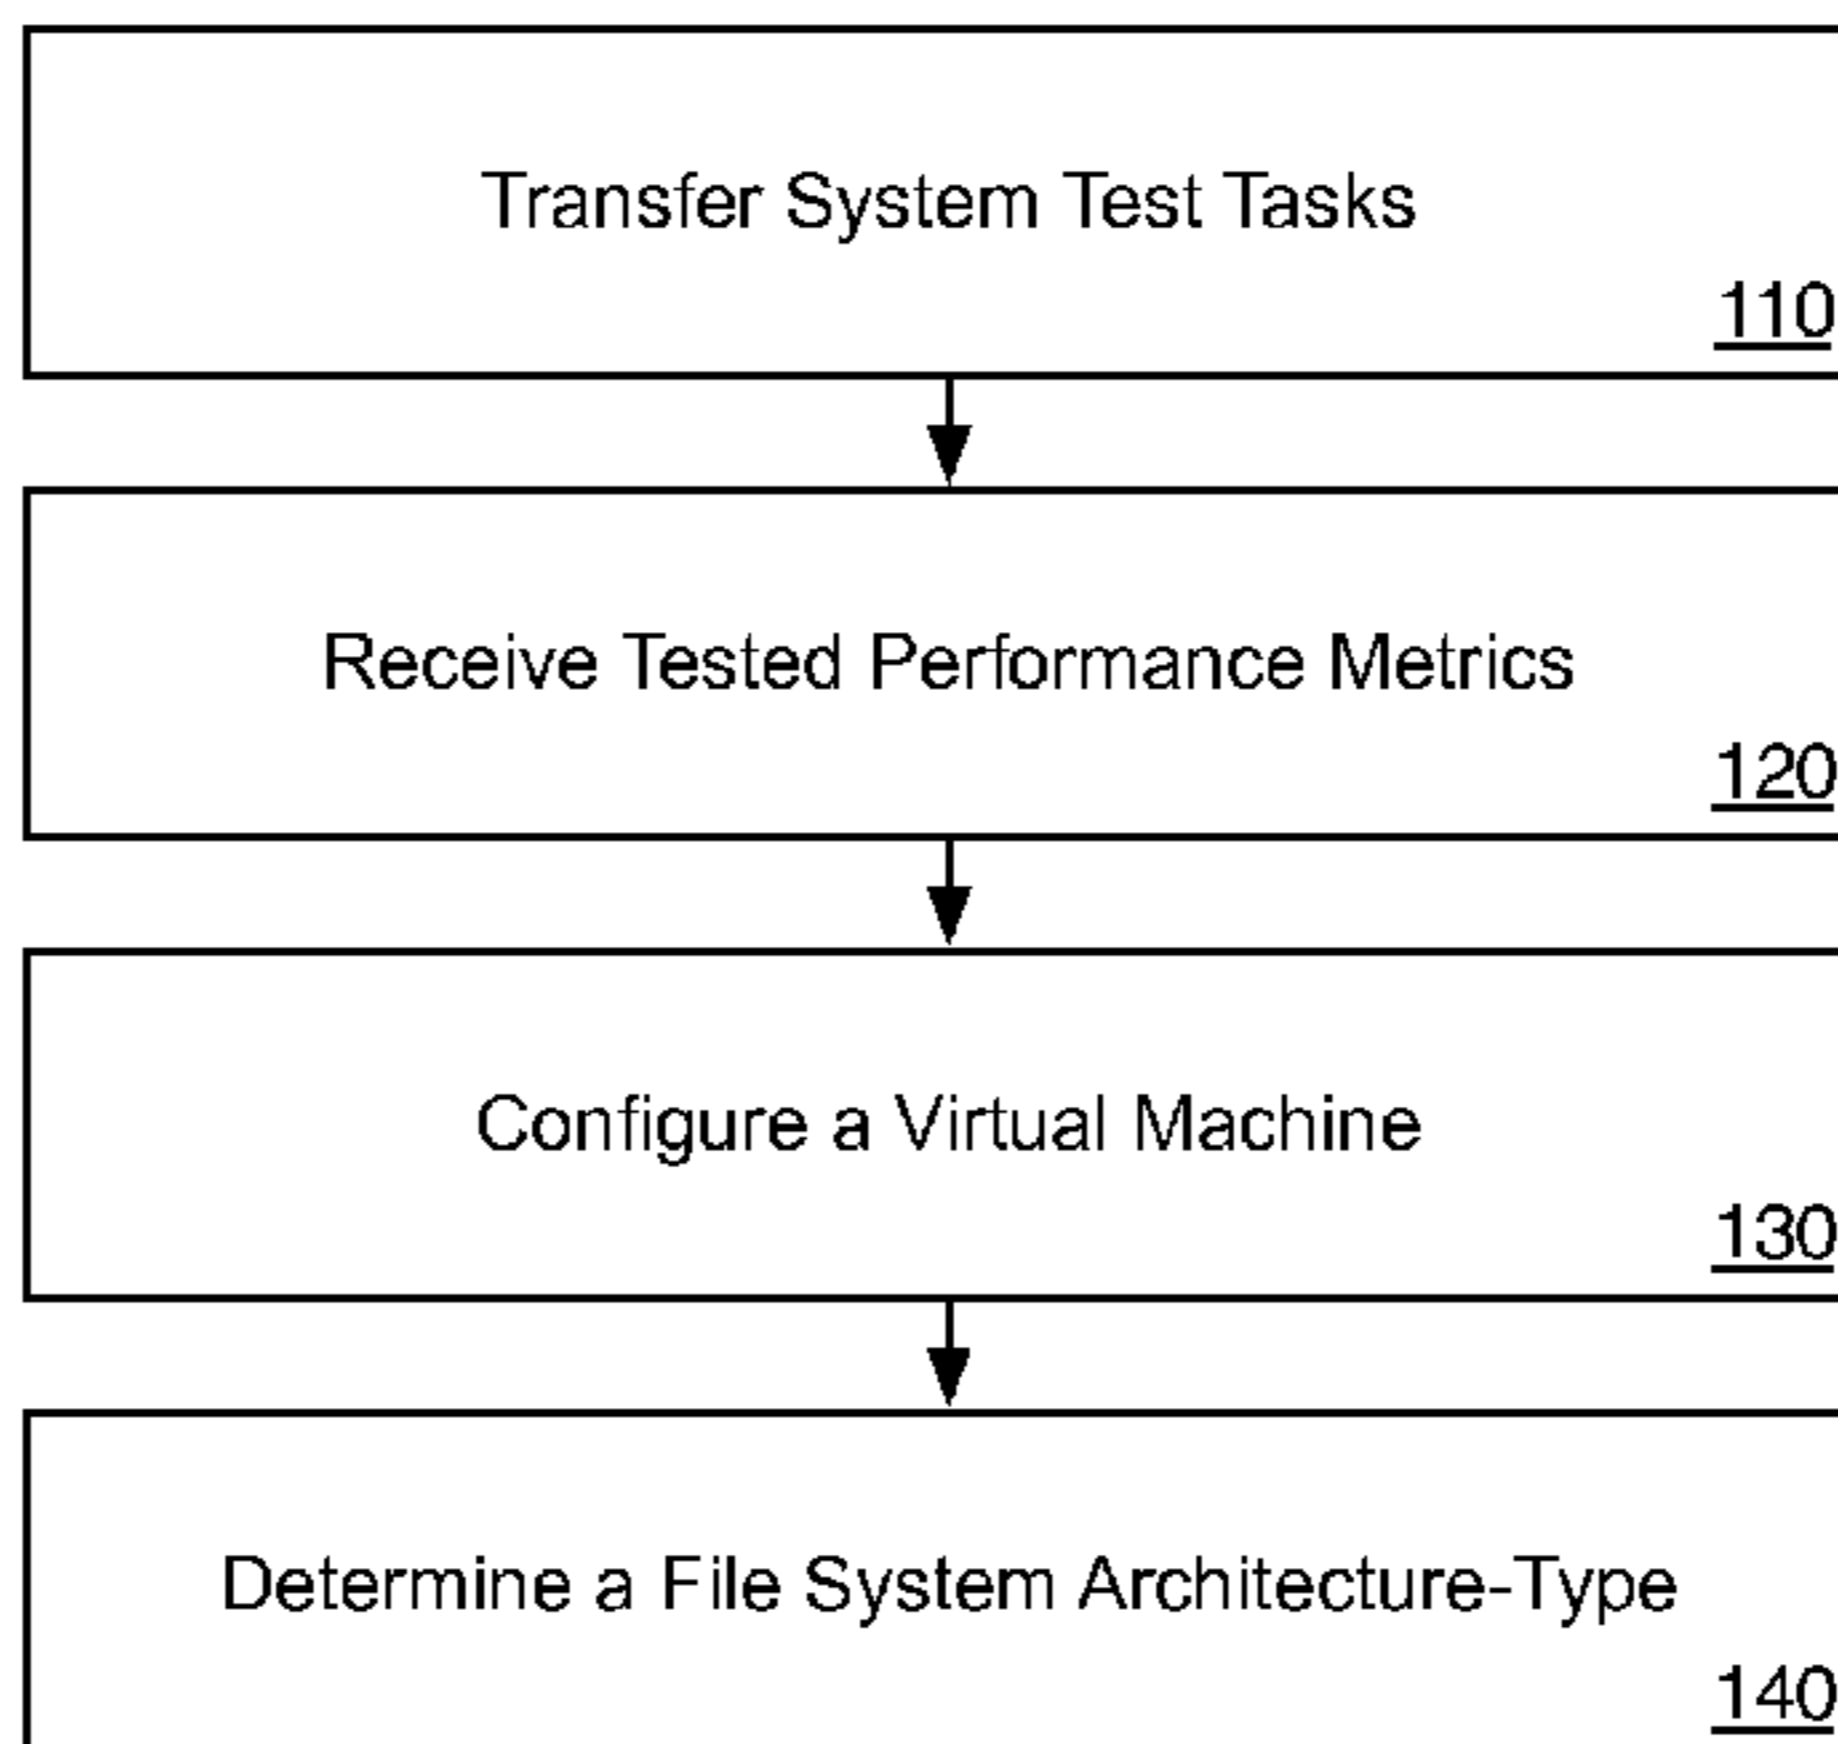 Transfer System Test Tasks
110
Receive Tested Performance Metrics
120
Configure a Virtual Machine
130
Determine a File System Architecture-Type
140